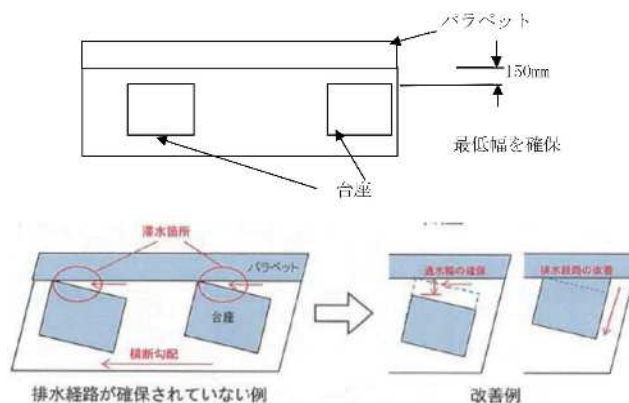 パラペット
150mm
最低幅を確保
台座
滞水箇所
パラペット
台座
横断勾配
排水経路が確保されていない例
通水幅の確保
排水経路の改善
改善例